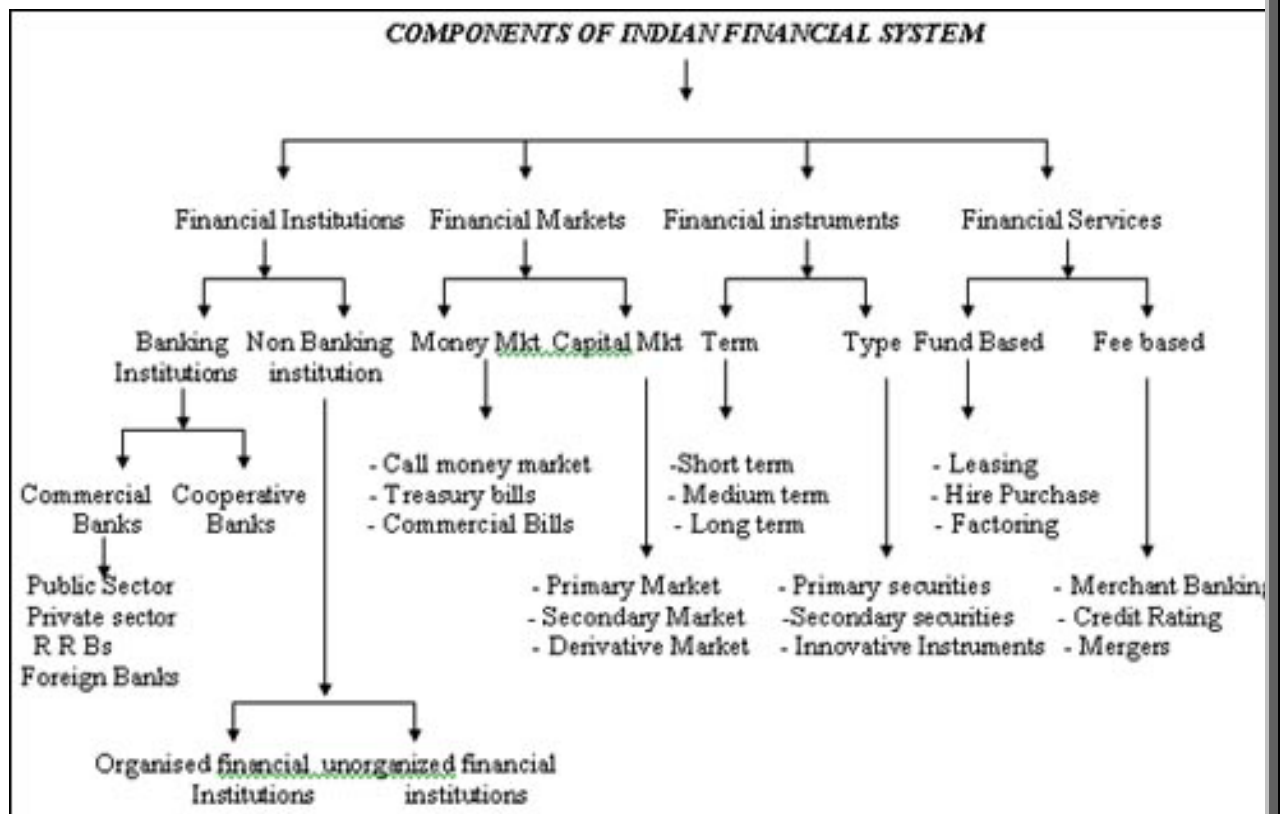 COMPONENTS OF INDIAN FINANCIAL SYSTEM
Financial Institutions Financial Markets Financial instruments Financial Services
Banking Non Banking Money Mkt Capital Mkt Term Type Fund Based Fee based
Institutions institution
- Call money market -Short term - Leasing
Commercial Cooperative - Treasury bills - Medium term - Hire Purchase
Banks Banks - Commercial Bills - Long term - Factoring
Public Sector - Primary Market - Primary securities - Merchant Banking
Private sector - Secondary Market -Secondary securities - Credit Rating
R R Bs - Derivative Market - Innovative Instruments - Mergers
Foreign Banks
Organised financial unorganized financial
Institutions institutions